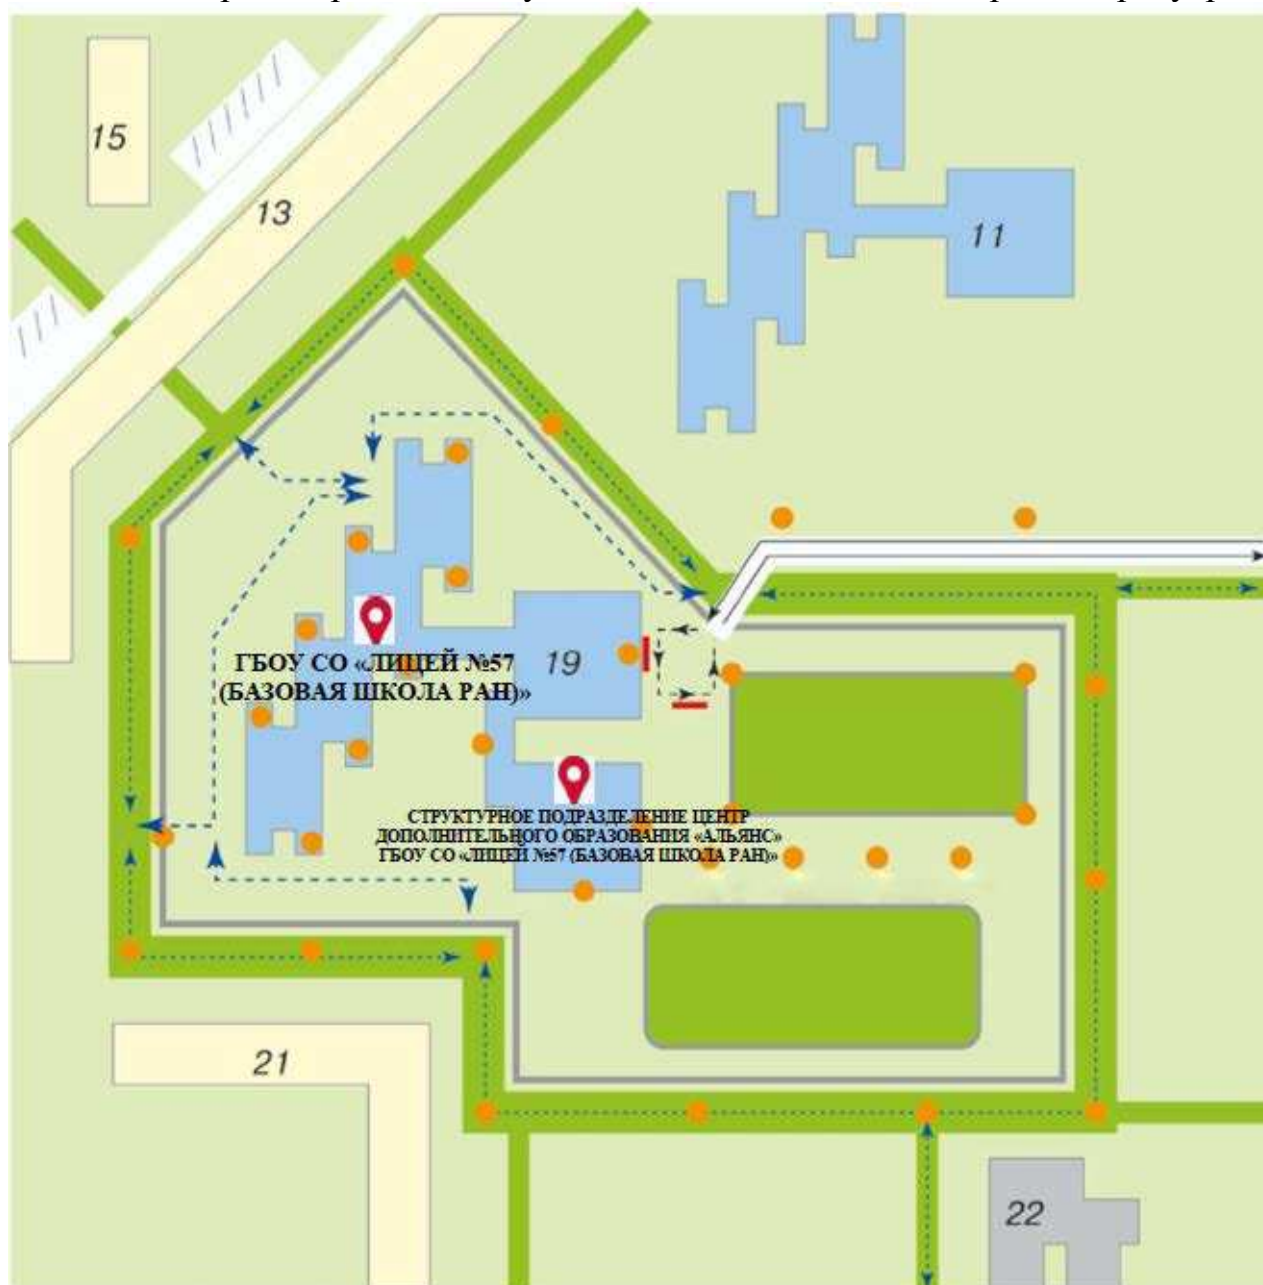 15
13
11
ГБОУ СО «ЛИЦЕЙ №57
(БАЗОВАЯ ШКОЛА РАН)»
19
СТРУКТУРНОЕ ПОДРАЗДЕЛЕНИЕ ЦЕНТР
ДОПОЛНИТЕЛЬНОГО ОБРАЗОВАНИЯ «АЛЬЯНС»
ГБОУ СО «ЛИЦЕЙ №57 (БАЗОВАЯ ШКОЛА РАН)»
21
22